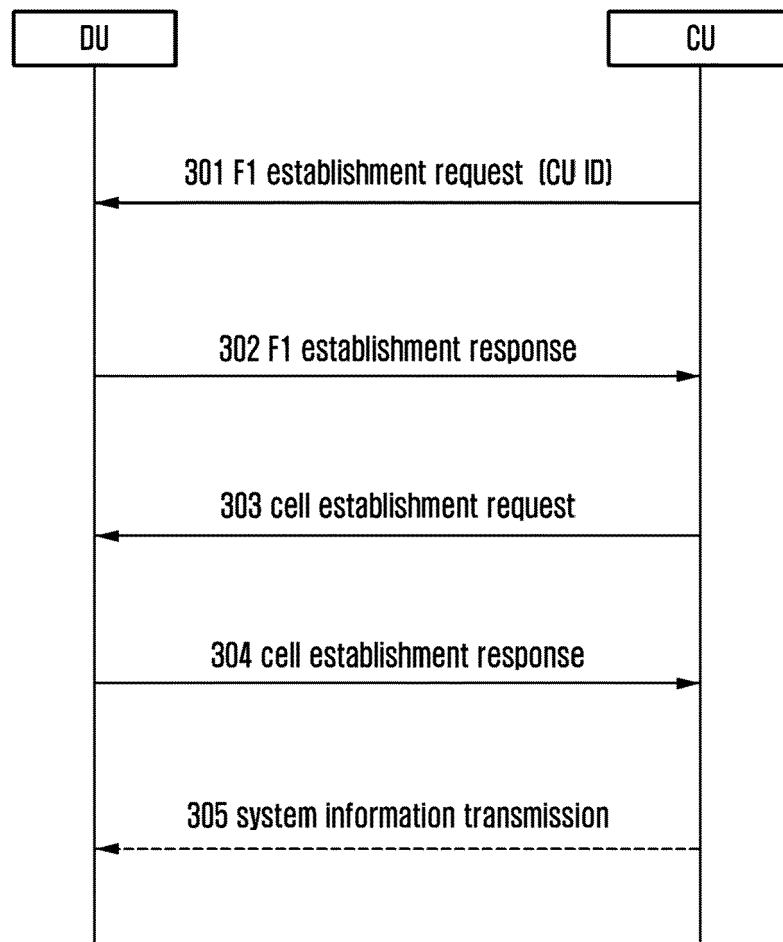 DU
CU
301 F1 establishment request (CU ID)
302 F1 establishment response
303 cell establishment request
304 cell establishment response
305 system information transmission